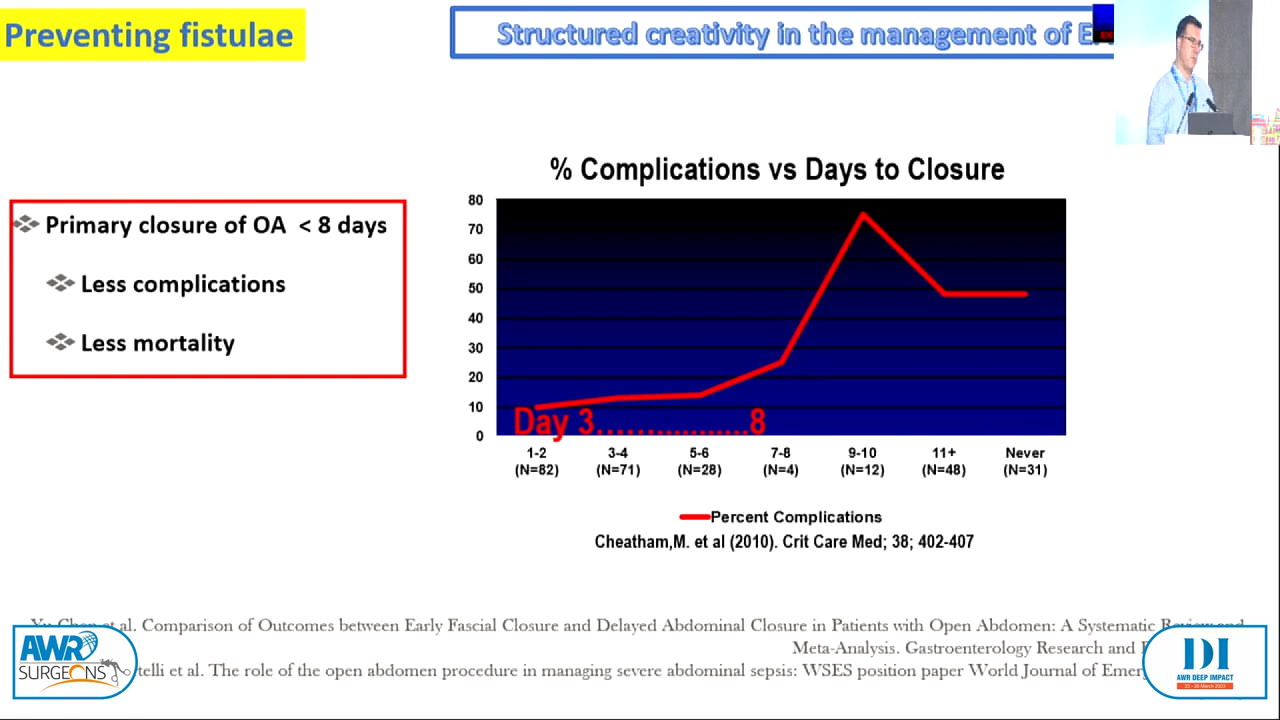 Preventing fistulae
Structured creativity in the management of
Primary closure of OA < 8 days
Less complications
Less mortality
% Complications vs Days to Closure
80
70
60
50
40
30
20
10
0
Day 3................8
1-2 3-4 5-6 7-8 9-10 11+ Never
(N=82) (N=71) (N=28) (N=4) (N=12) (N=48) (N=31)
Percent Complications
Cheatham,M. et al (2010). Crit Care Med; 38; 402-407
et al. Comparison of Outcomes between Early Fascial Closure and Delayed Abdominal Closure in Patients with Open Abdomen: A Systematic Review and
Meta-Analysis. Gastroenterology Research and
et al. The role of the open abdomen procedure in managing severe abdominal sepsis: WSES position paper World Journal of
AWR
SURGEONS
DI
AWR DEEP IMPACT